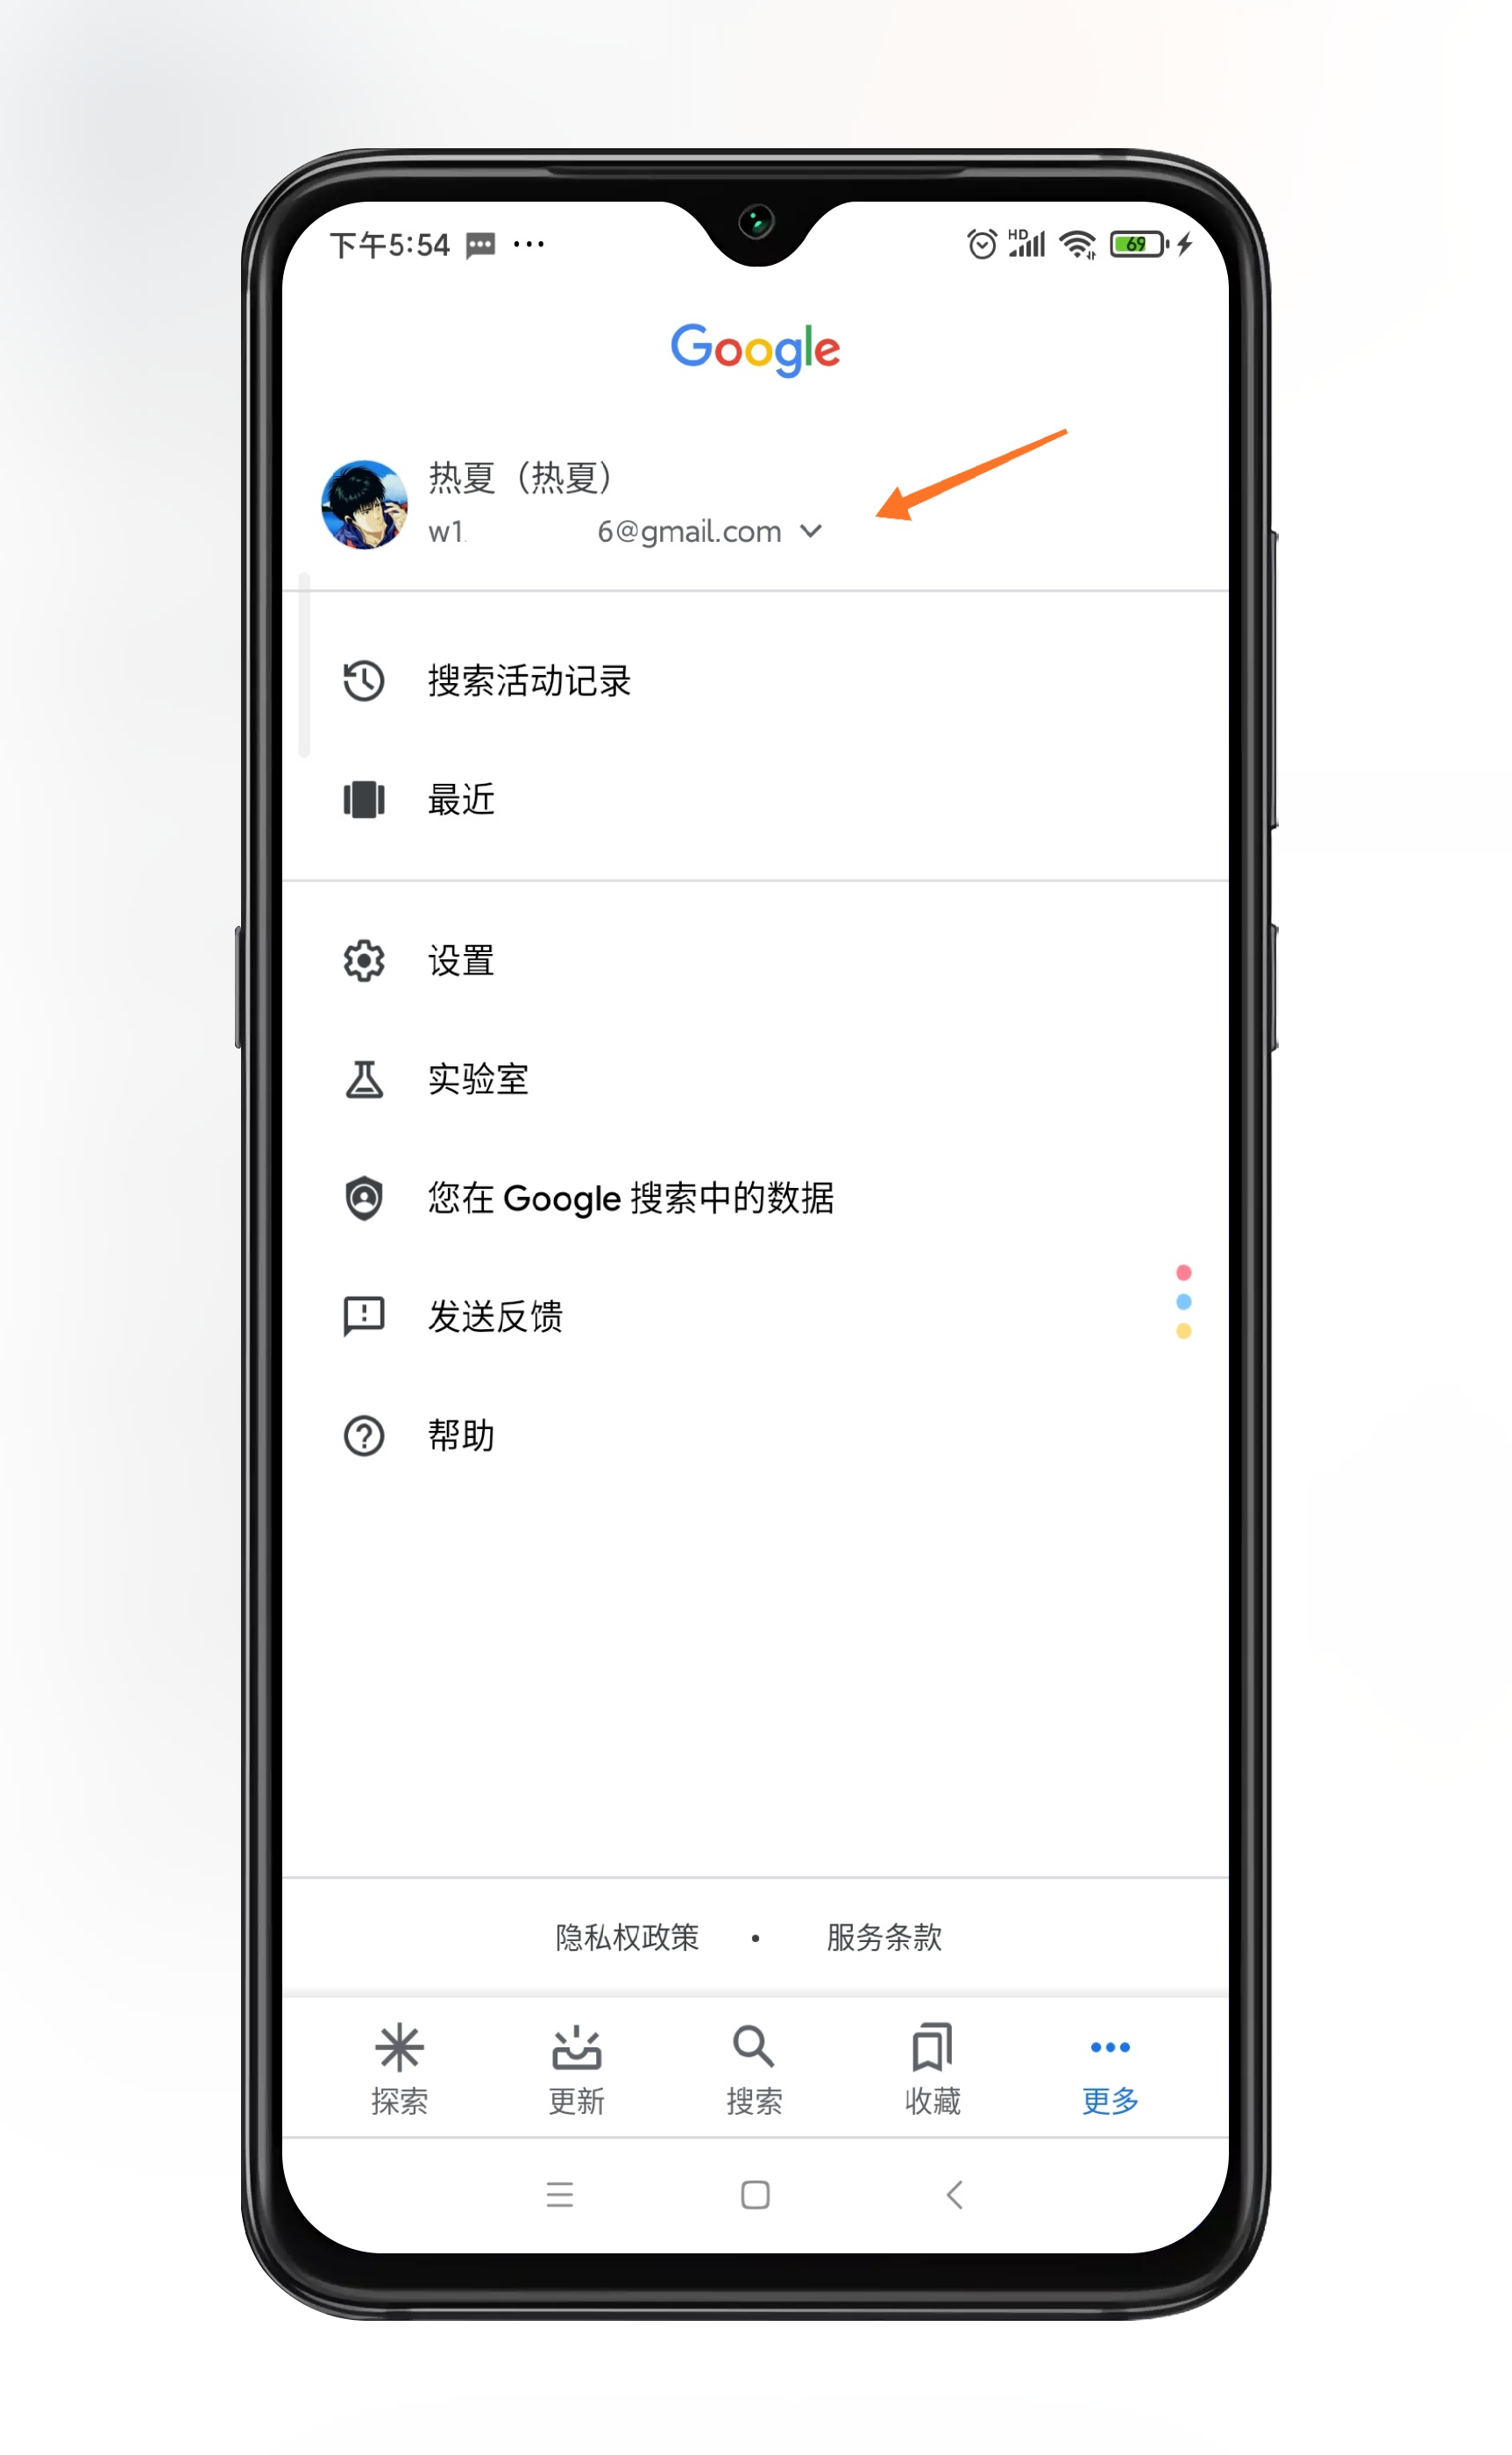 下午5:54
HD
69
Google
热夏（热夏）
w1 6@gmail.com
搜索活动记录
最近
设置
实验室
您在 Google 搜索中的数据
发送反馈
帮助
隐私权政策 • 服务条款
探索 更新 搜索 收藏 更多